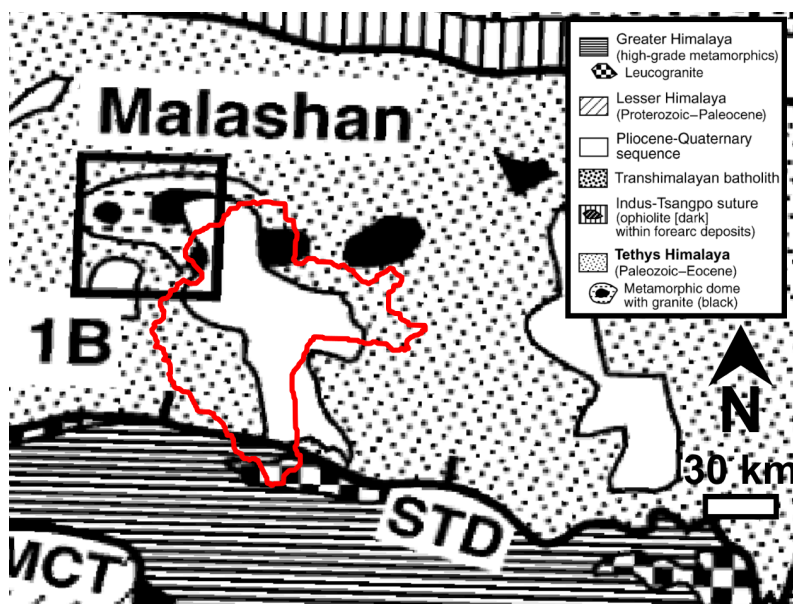 Malashan
1B
STD
MCT
Greater Himalaya
(high-grade metamorphics)
Leucogranite
Lesser Himalaya
(Proterozoic–Paleocene)
Pliocene-Quaternary
sequence
Transhimalayan batholith
Indus-Tsangpo suture
(ophiolite [dark]
within forearc deposits)
Tethys Himalaya
(Paleozoic–Eocene)
Metamorphic dome
with granite (black)
N
30 km